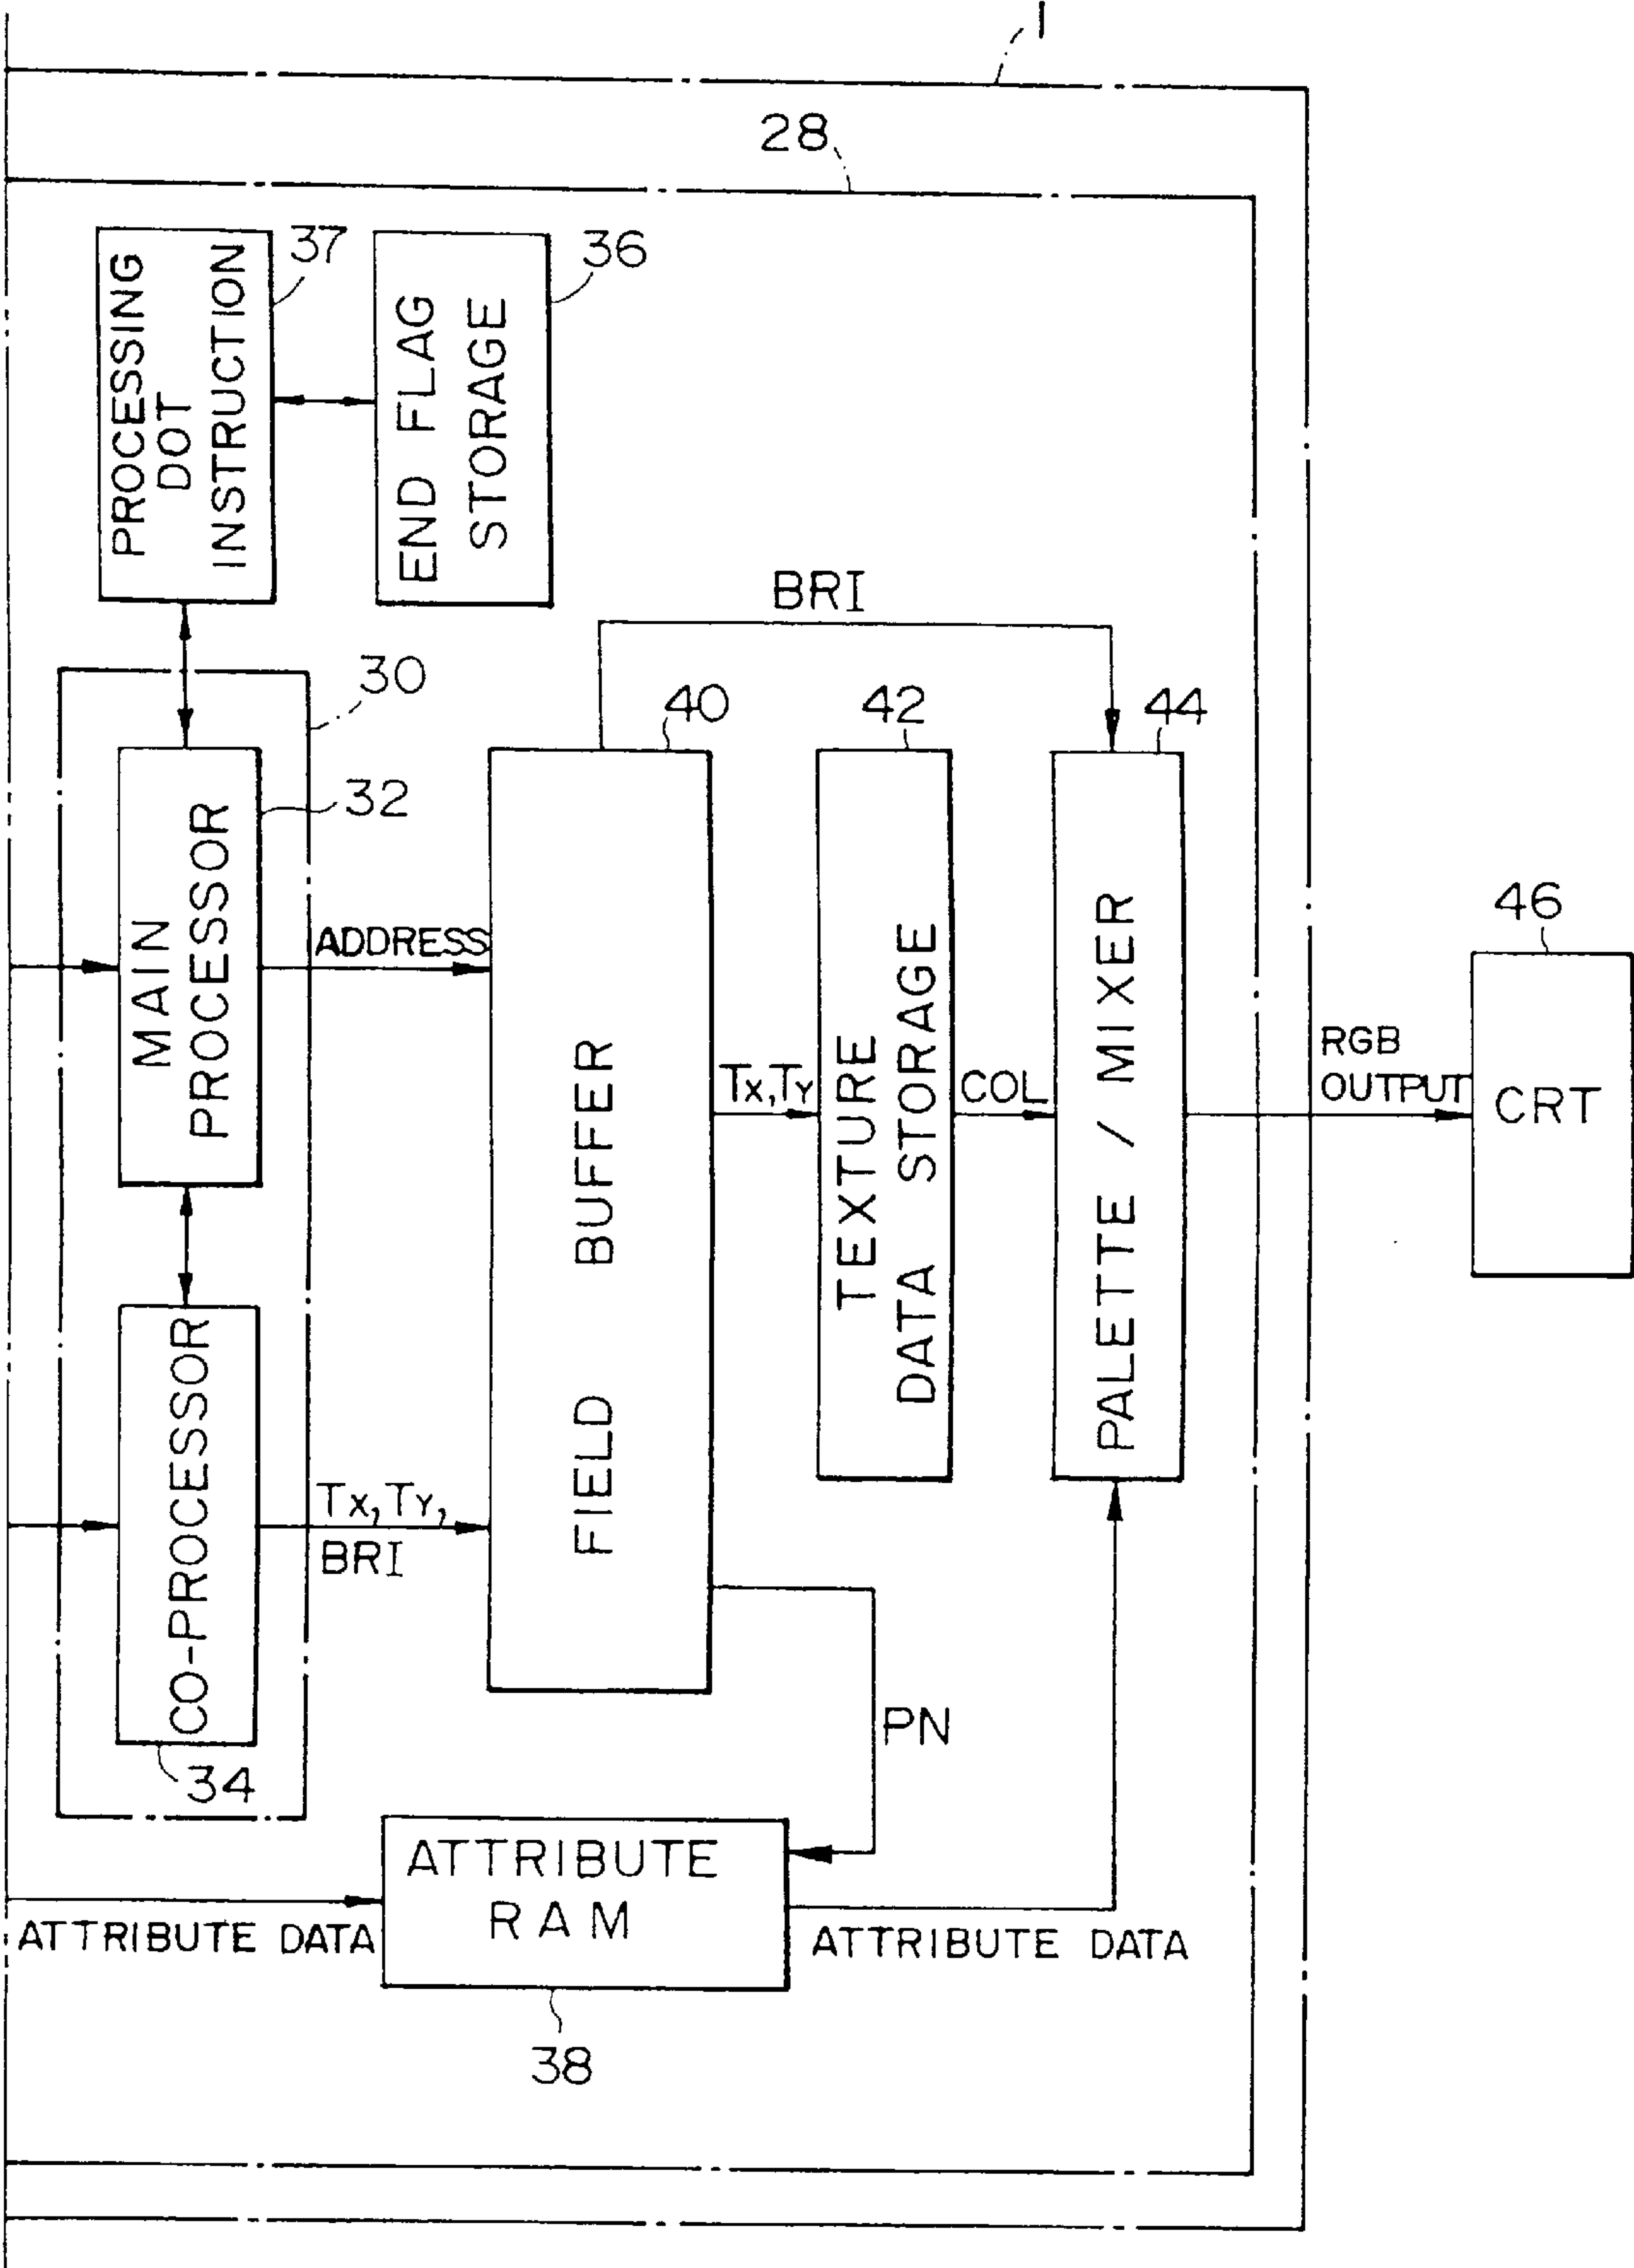 1
28
37
PROCESSING
DOT
INSTRUCTION
36
END FLAG
STORAGE
BRI
30
40
42
44
32
MAIN
PROCESSOR
ADDRESS
46
FIELD BUFFER
Tx,Ty
TEXTURE
DATA STORAGE
COL
PALETTE / MIXER
RGB
OUTPUT
CRT
CO-PROCESSOR
Tx,Ty,
BRI
34
PN
ATTRIBUTE
RAM
ATTRIBUTE DATA
ATTRIBUTE DATA
38